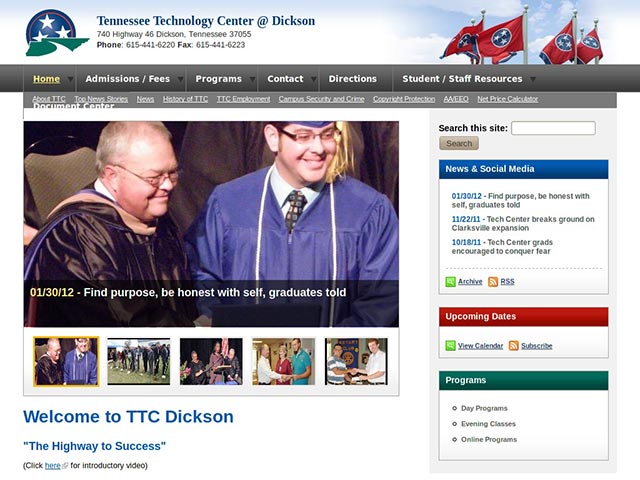 Tennessee Technology Center @ Dickson
740 Highway 46 Dickson, Tennessee 37055
Phone: 615-441-6220 Fax: 615-441-6223
Home Admissions / Fees Programs Contact Directions Student / Staff Resources
About TTC Top News Stories News History of TTC TTC Employment Campus Security and Crime Copyright Protection AA/EEO Net Price Calculator
Document Center
01/30/12 - Find purpose, be honest with self, graduates told
Welcome to TTC Dickson
"The Highway to Success"
(Click here for introductory video)
Search this site:
Search
News & Social Media
01/30/12 - Find purpose, be honest with
self, graduates told
11/22/11 - Tech Center breaks ground on
Clarksville expansion
10/18/11 - Tech Center grads
encouraged to conquer fear
Archive RSS
Upcoming Dates
View Calendar Subscribe
Programs
Day Programs
Evening Classes
Online Programs